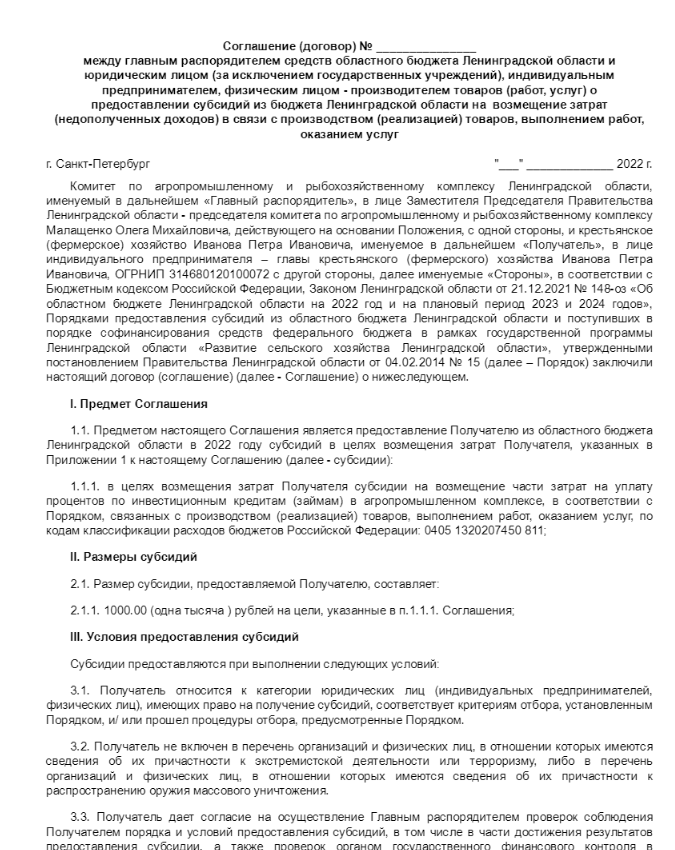 Соглашение (договор) № _______________
между главным распорядителем средств областного бюджета Ленинградской области и
юридическим лицом (за исключением государственных учреждений), индивидуальным
предпринимателем, физическим лицом - производителем товаров (работ, услуг) о
предоставлении субсидий из бюджета Ленинградской области на возмещение затрат
(недополученных доходов) в связи с производством (реализацией) товаров, выполнением работ,
оказанием услуг
г. Санкт-Петербург "___" _____________ 2022 г.
Комитет по агропромышленному и рыбохозяйственному комплексу Ленинградской области,
именуемый в дальнейшем «Главный распорядитель», в лице Заместителя Председателя Правительства
Ленинградской области - председателя комитета по агропромышленному и рыбохозяйственному комплексу
Малащенко Олега Михайловича, действующего на основании Положения, с одной стороны, и крестьянское
(фермерское) хозяйство Иванова Петра Ивановича, именуемое в дальнейшем «Получатель», в лице
индивидуального предпринимателя – главы крестьянского (фермерского) хозяйства Иванова Петра
Ивановича, ОГРНИП 314680120100072 с другой стороны, далее именуемые «Стороны», в соответствии с
Бюджетным кодексом Российской Федерации, Законом Ленинградской области от 21.12.2021 № 148-оз «Об
областном бюджете Ленинградской области на 2022 год и на плановый период 2023 и 2024 годов»,
Порядками предоставления субсидий из областного бюджета Ленинградской области и поступивших в
порядке софинансирования средств федерального бюджета в рамках государственной программы
Ленинградской области «Развитие сельского хозяйства Ленинградской области», утвержденными
постановлением Правительства Ленинградской области от 04.02.2014 № 15 (далее – Порядок) заключили
настоящий договор (соглашение) (далее - Соглашение) о нижеследующем.
I. Предмет Соглашения
1.1. Предметом настоящего Соглашения является предоставление Получателю из областного бюджета
Ленинградской области в 2022 году субсидий в целях возмещения затрат Получателя, указанных в
Приложении 1 к настоящему Соглашению (далее - субсидии):
1.1.1. в целях возмещения затрат Получателя субсидии на возмещение части затрат на уплату
процентов по инвестиционным кредитам (займам) в агропромышленном комплексе, в соответствии с
Порядком, связанных с производством (реализацией) товаров, выполнением работ, оказанием услуг, по
кодам классификации расходов бюджетов Российской Федерации: 0405 1320207450 811;
II. Размеры субсидий
2.1. Размер субсидии, предоставляемой Получателю, составляет:
2.1.1. 1000.00 (одна тысяча ) рублей на цели, указанные в п.1.1.1. Соглашения;
III. Условия предоставления субсидий
Субсидии предоставляются при выполнении следующих условий:
3.1. Получатель относится к категории юридических лиц (индивидуальных предпринимателей,
физических лиц), имеющих право на получение субсидий, соответствует критериям отбора, установленным
Порядком, и/ или прошел процедуры отбора, предусмотренные Порядком.
3.2. Получатель не включен в перечень организаций и физических лиц, в отношении которых имеются
сведения об их причастности к экстремистской деятельности или терроризму, либо в перечень
организаций и физических лиц, в отношении которых имеются сведения об их причастности к
распространению оружия массового уничтожения.
3.3. Получатель дает согласие на осуществление Главным распорядителем проверок соблюдения
Получателем порядка и условий предоставления субсидий, в том числе в части достижения результатов
предоставления субсидии, а также проверок органом государственного финансового контроля в